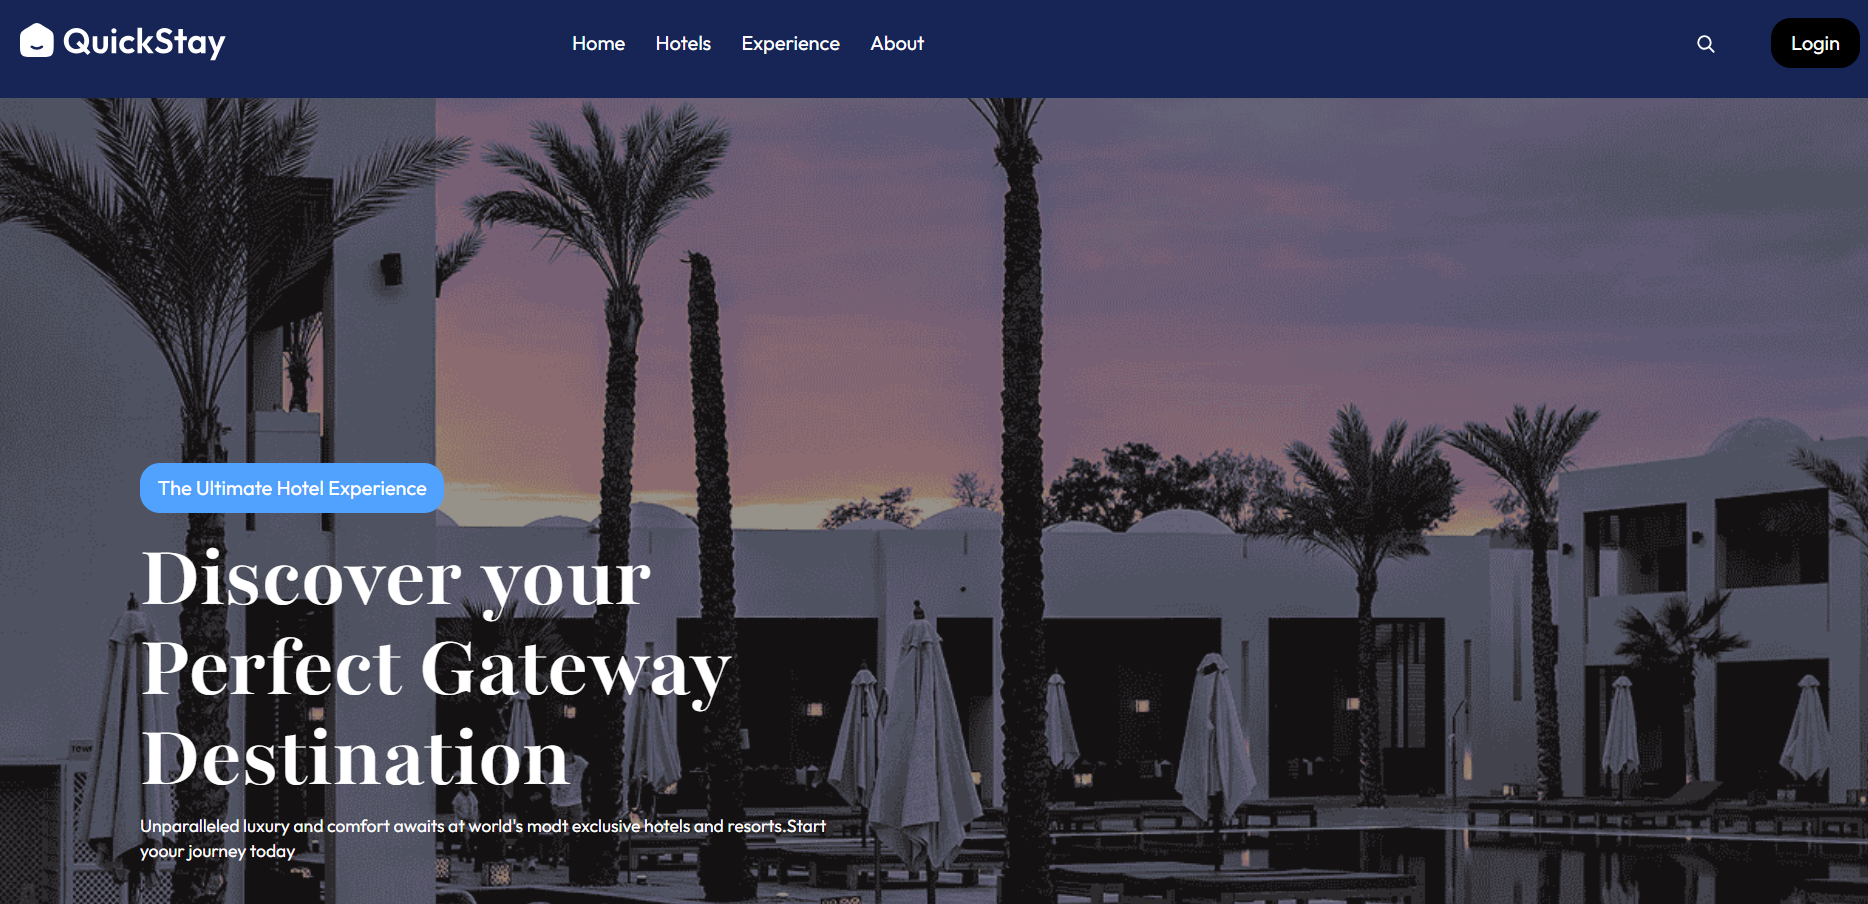 QuickStay
Home Hotels Experience About
Login
The Ultimate Hotel Experience
Discover your
Perfect Gateway
Destination
Unparalleled luxury and comfort awaits at world's modt exclusive hotels and resorts.Start
yoour journey today